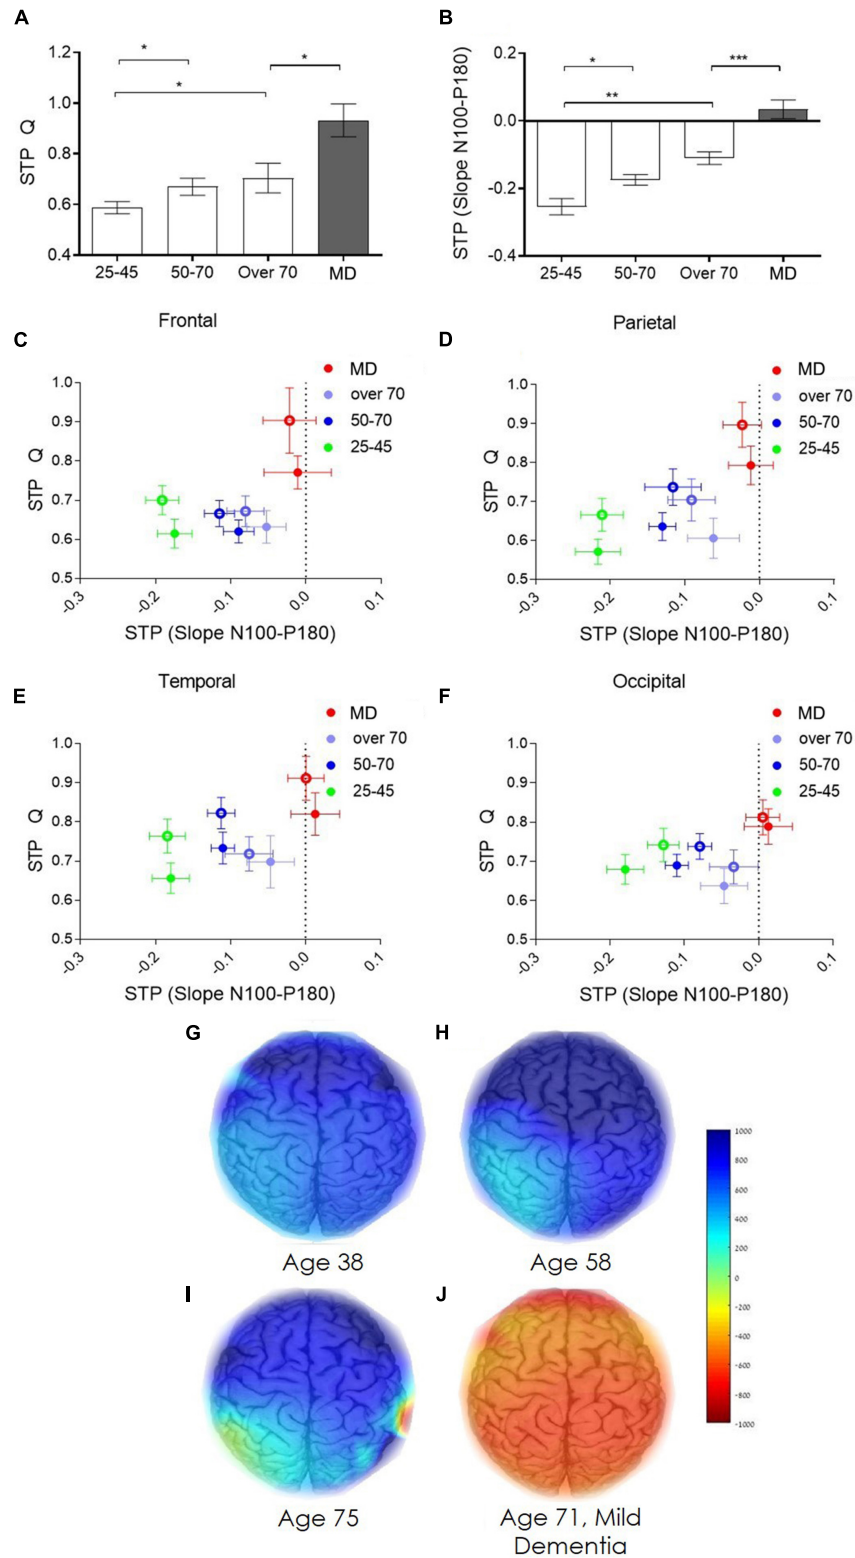 A
STP Q
1.2
1.0
0.8
0.6
0.4
*
*
*
25-45 50-70 Over 70 MD
B
STP (Slope N100-P180)
0.2
0.0
-0.2
-0.4
*
**
***
25-45 50-70 Over 70 MD
C
Frontal
MD
over 70
50-70
25-45
STP Q
1.0
0.9
0.8
0.7
0.6
0.5
-0.3 -0.2 -0.1 0.0 0.1
STP (Slope N100-P180)
D
Parietal
MD
over 70
50-70
25-45
STP Q
1.0
0.9
0.8
0.7
0.6
0.5
-0.3 -0.2 -0.1 0.0 0.1
STP (Slope N100-P180)
E
Temporal
MD
over 70
50-70
25-45
STP Q
1.0
0.9
0.8
0.7
0.6
0.5
-0.3 -0.2 -0.1 0.0 0.1
STP (Slope N100-P180)
F
Occipital
MD
over 70
50-70
25-45
STP Q
1.0
0.9
0.8
0.7
0.6
0.5
-0.3 -0.2 -0.1 0.0 0.1
STP (Slope N100-P180)
G
Age 38
H
Age 58
I
Age 75
J
Age 71, Mild
Dementia
1000
800
600
400
200
0
-200
-400
-600
-800
-1000